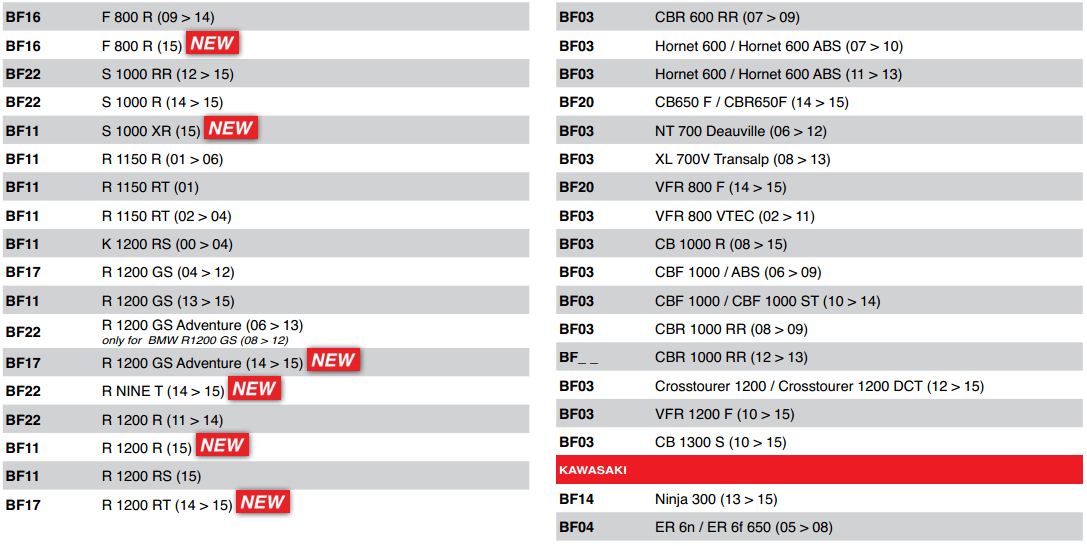 BF16 F 800 R (09 > 14)
BF16 F 800 R (15) NEW
BF22 S 1000 RR (12 > 15)
BF22 S 1000 R (14 > 15)
BF11 S 1000 XR (15) NEW
BF11 R 1150 R (01 > 06)
BF11 R 1150 RT (01)
BF11 R 1150 RT (02 > 04)
BF11 K 1200 RS (00 > 04)
BF17 R 1200 GS (04 > 12)
BF11 R 1200 GS (13 > 15)
BF22 R 1200 GS Adventure (06 > 13)
only for BMW R1200 GS (08 > 12)
BF17 R 1200 GS Adventure (14 > 15) NEW
BF22 R NINE T (14 > 15) NEW
BF22 R 1200 R (11 > 14)
BF11 R 1200 R (15) NEW
BF11 R 1200 RS (15)
BF17 R 1200 RT (14 > 15) NEW
BF03 CBR 600 RR (07 > 09)
BF03 Hornet 600 / Hornet 600 ABS (07 > 10)
BF03 Hornet 600 / Hornet 600 ABS (11 > 13)
BF20 CB650 F / CBR650F (14 > 15)
BF03 NT 700 Deauville (06 > 12)
BF03 XL 700V Transalp (08 > 13)
BF20 VFR 800 F (14 > 15)
BF03 VFR 800 VTEC (02 > 11)
BF03 CB 1000 R (08 > 15)
BF03 CBF 1000 / ABS (06 > 09)
BF03 CBF 1000 / CBF 1000 ST (10 > 14)
BF03 CBR 1000 RR (08 > 09)
BF_ _ CBR 1000 RR (12 > 13)
BF03 Crosstourer 1200 / Crosstourer 1200 DCT (12 > 15)
BF03 VFR 1200 F (10 > 15)
BF03 CB 1300 S (10 > 15)
KAWASAKI
BF14 Ninja 300 (13 > 15)
BF04 ER 6n / ER 6f 650 (05 > 08)